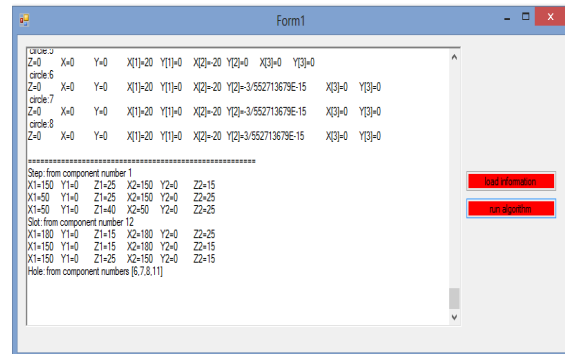 Form1
circle:5
Z=0 X=0 Y=0 X[1]=20 Y[1]=0 X[2]=-20 Y[2]=0 X[3]=0 Y[3]=0
circle:6
Z=0 X=0 Y=0 X[1]=20 Y[1]=0 X[2]=-20 Y[2]=-3/552713679E-15 X[3]=0 Y[3]=0
circle:7
Z=0 X=0 Y=0 X[1]=20 Y[1]=0 X[2]=-20 Y[2]=3/552713679E-15 X[3]=0 Y[3]=0
circle:8
Z=0 X=0 Y=0 X[1]=20 Y[1]=0 X[2]=-20 Y[2]=-3/552713679E-15 X[3]=0 Y[3]=0
=======================================================
Step: from component number 1
X1=150 Y1=0 Z1=25 X2=150 Y2=0 Z2=15
X1=50 Y1=0 Z1=25 X2=150 Y2=0 Z2=25
X1=50 Y1=0 Z1=40 X2=50 Y2=0 Z2=25
Slot: from component number 12
X1=180 Y1=0 Z1=15 X2=180 Y2=0 Z2=25
X1=150 Y1=0 Z1=15 X2=180 Y2=0 Z2=15
X1=150 Y1=0 Z1=25 X2=150 Y2=0 Z2=15
Hole: from component numbers [6,7,8,11]
load information
run algorithm